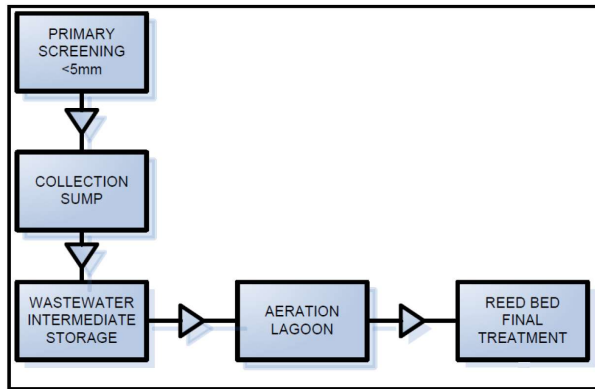 PRIMARY
SCREENING
<5mm
COLLECTION
SUMP
WASTEWATER
INTERMEDIATE
STORAGE
AERATION
LAGOON
REED BED
FINAL
TREATMENT